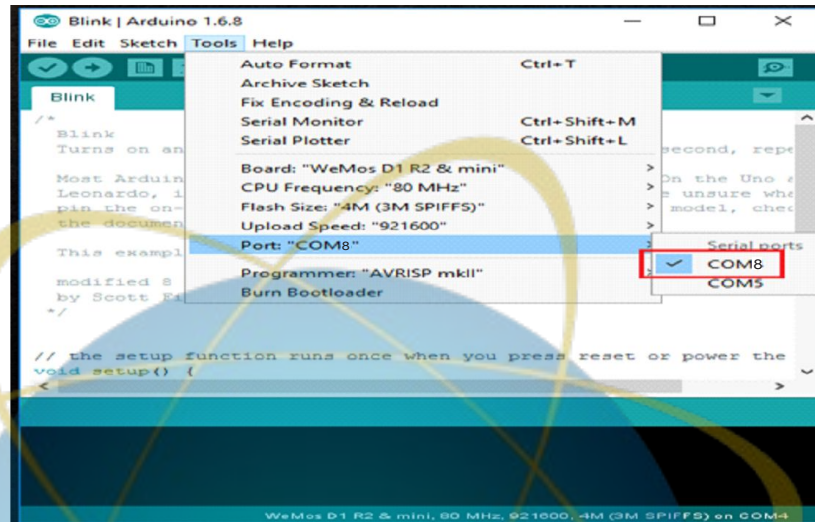 Blink | Arduino 1.6.8
File Edit Sketch Tools Help
Auto Format Ctrl+T
Archive Sketch
Fix Encoding & Reload
Serial Monitor Ctrl+Shift+M
Serial Plotter Ctrl+Shift+L
Board: "WeMos D1 R2 & mini"
CPU Frequency: "80 MHz"
Flash Size: "4M (3M SPIFFS)"
Upload Speed: "921600"
Port: "COM8"
Programmer: "AVRISP mkII"
Burn Bootloader
Serial ports
COM8
COM5
Blink
/*
Blink
Turns on an second, repe
Most Arduin On the Uno
Leonardo, i e unsure wha
pin the on- model, chec
the documen
This exampl
modified 8
by Scott Fi
*/
// the setup function runs once when you press reset or power the
void setup() {
WeMos D1 R2 & mini, 80 MHz, 921600, 4M (3M SPIFFS) on COM4